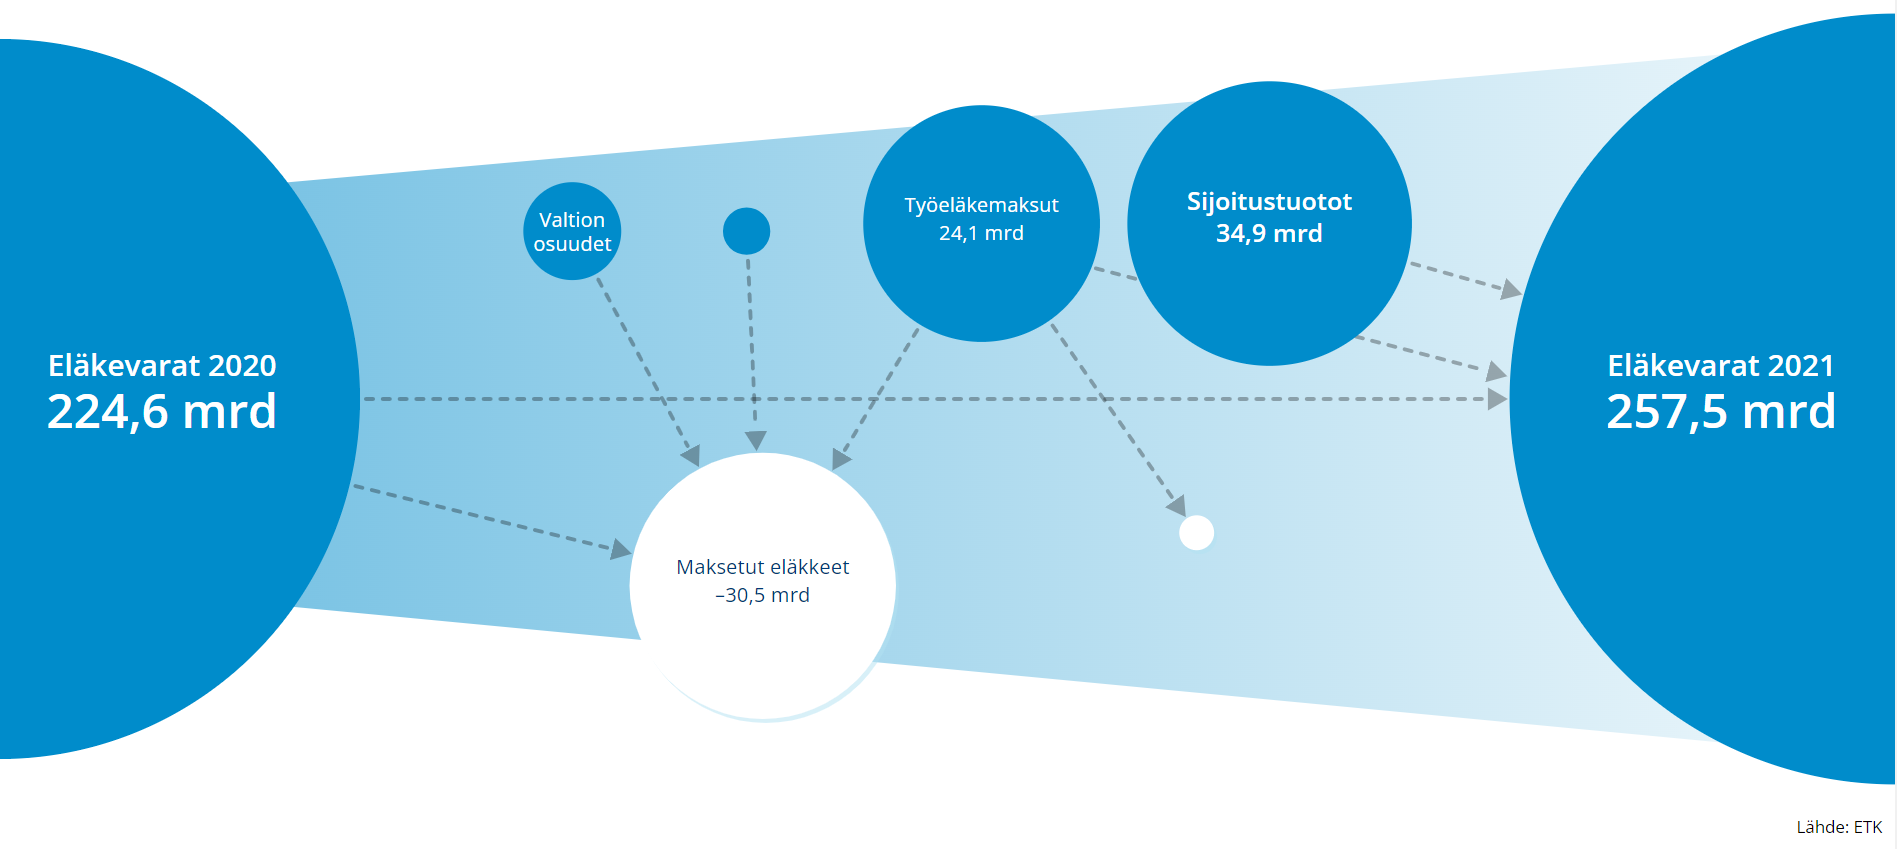 Valtion
osuudet
Työeläkemaksut
24,1 mrd
Sijoitustuotot
34,9 mrd
Eläkevarat 2020
224,6 mrd
Eläkevarat 2021
257,5 mrd
Maksetut eläkkeet
–30,5 mrd
Lähde: ETK